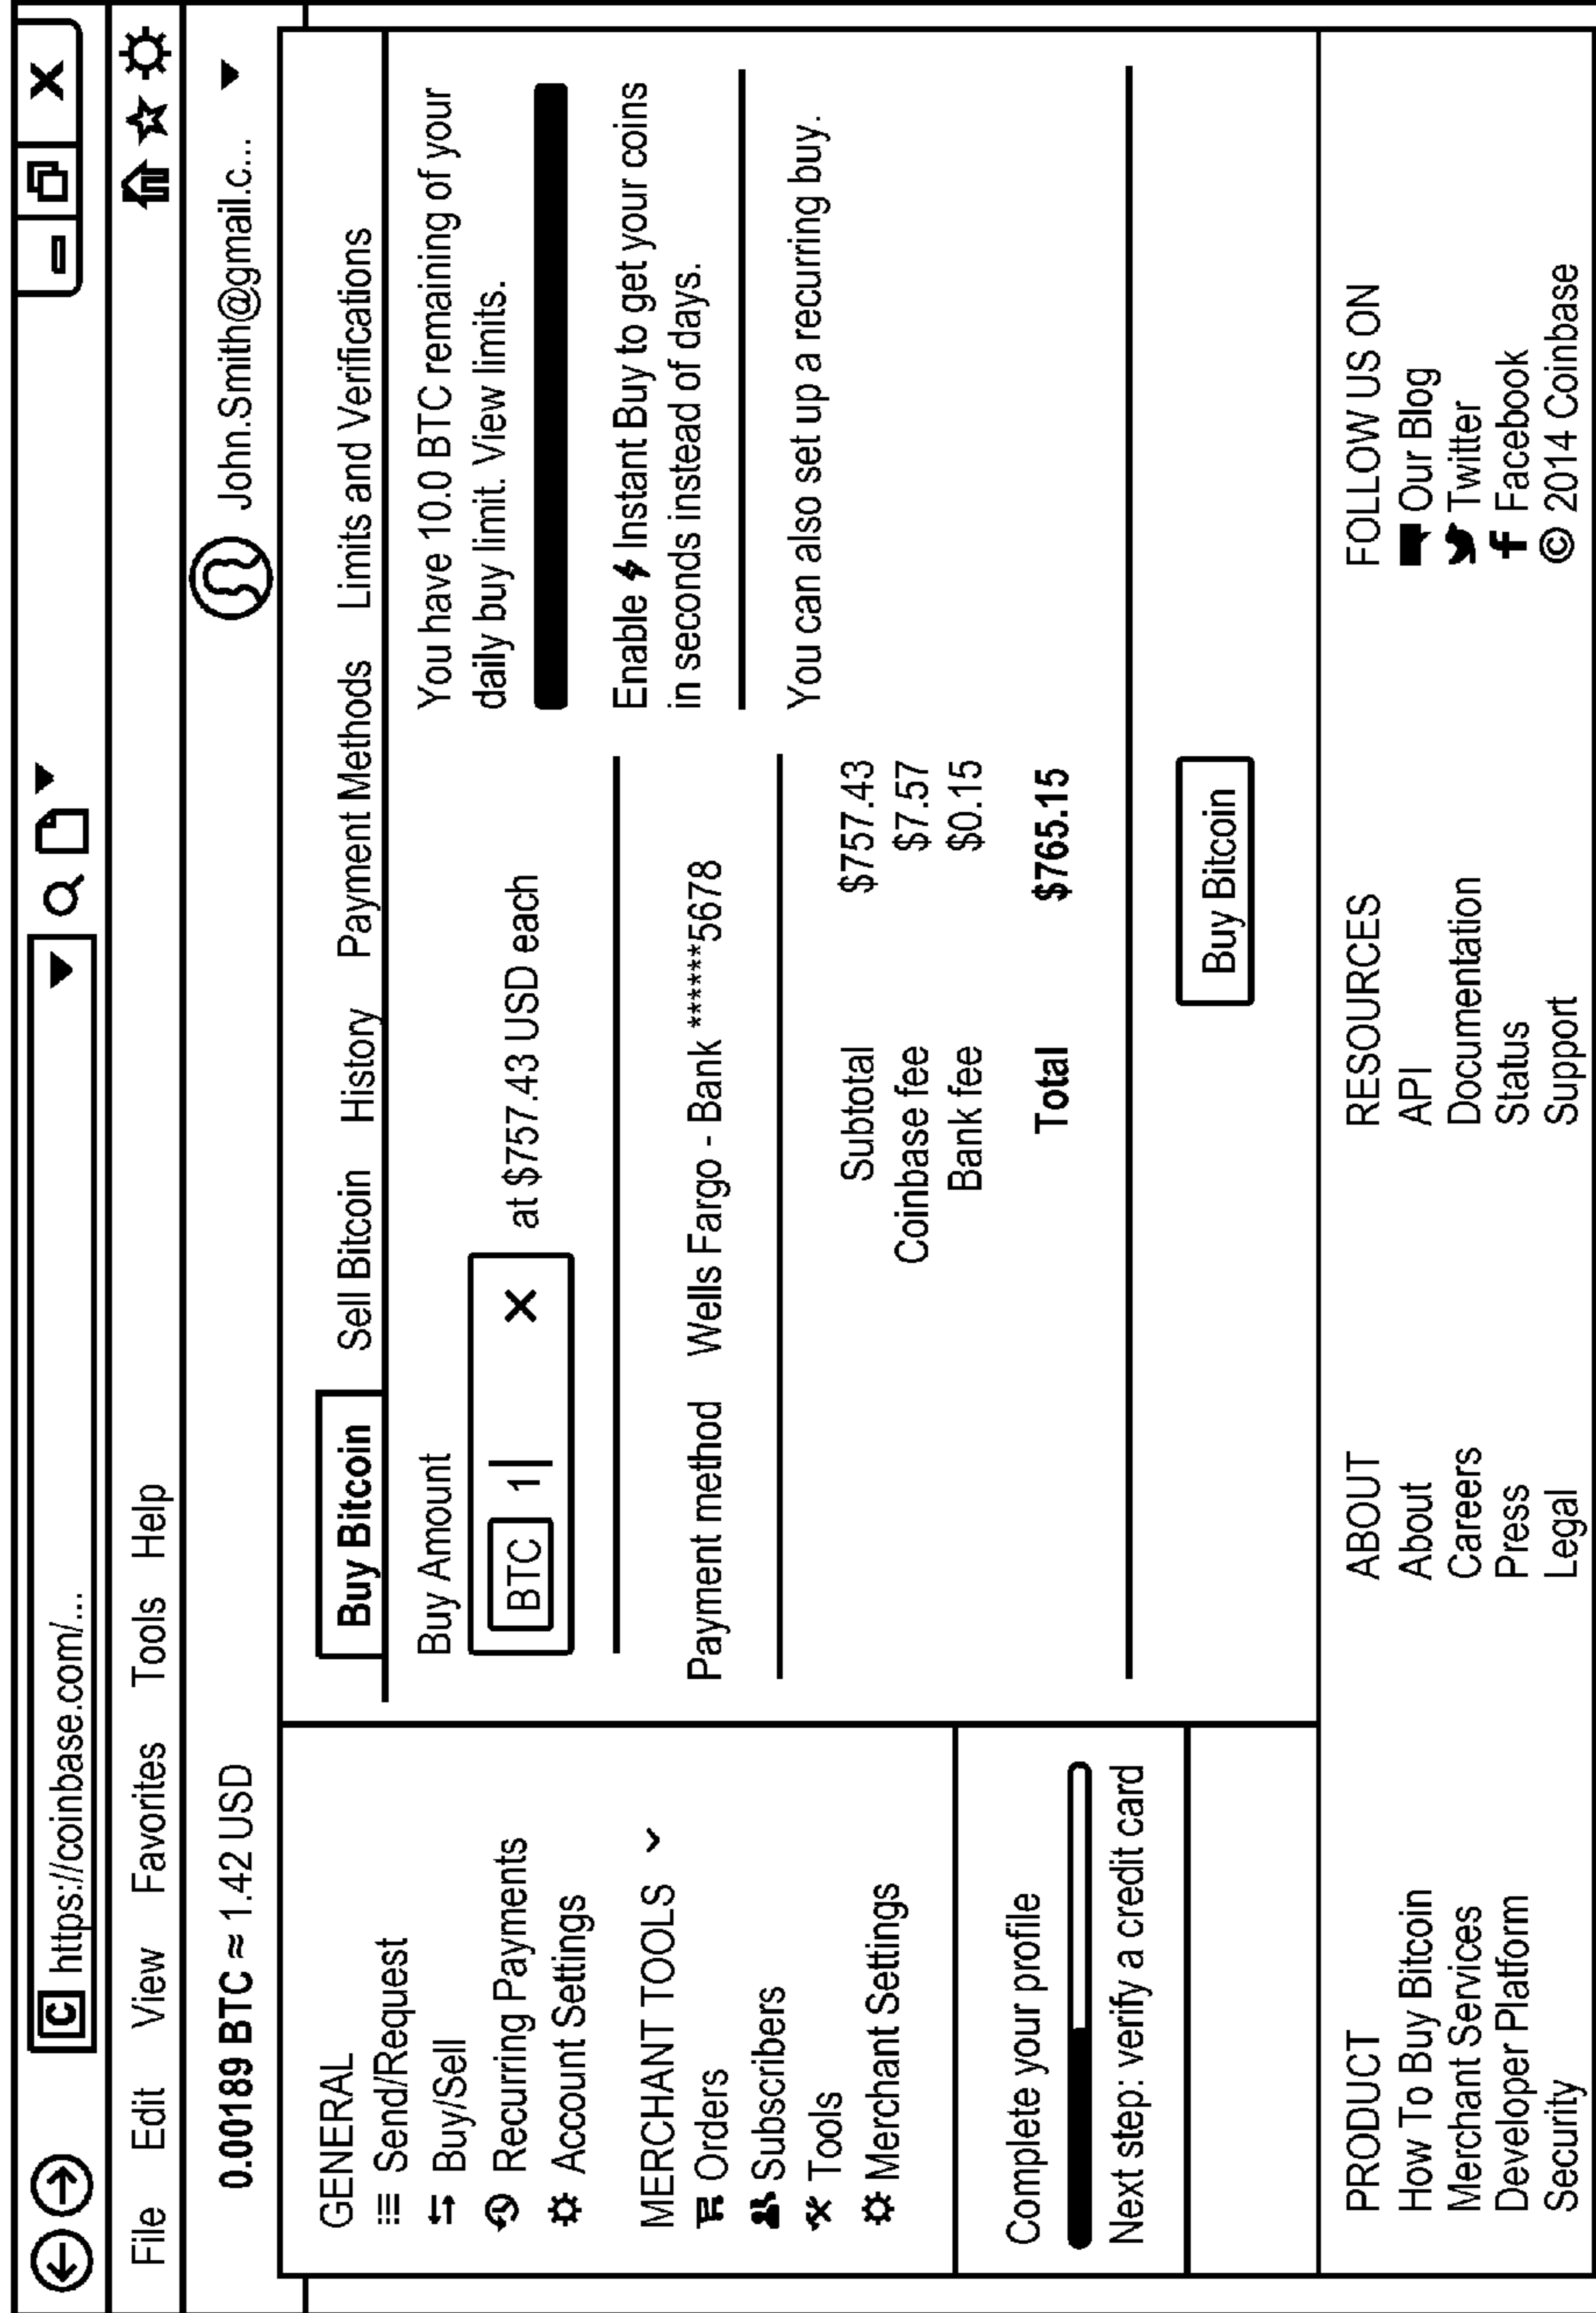 C https://coinbase.com/...
File Edit View Favorites Tools Help
0.00189 BTC ≈ 1.42 USD
John.Smith@gmail.c...
GENERAL
Send/Request
Buy/Sell
Recurring Payments
Account Settings
MERCHANT TOOLS
Orders
Subscribers
Tools
Merchant Settings
Complete your profile
Next step: verify a credit card
Buy Bitcoin Sell Bitcoin History Payment Methods Limits and Verifications
Buy Amount
BTC 1 at $757.43 USD each
Payment method Wells Fargo - Bank ******5678
Subtotal $757.43
Coinbase fee $7.57
Bank fee $0.15
Total $765.15
You have 10.0 BTC remaining of your
daily buy limit. View limits.
Enable Instant Buy to get your coins
in seconds instead of days.
You can also set up a recurring buy.
Buy Bitcoin
PRODUCT
How To Buy Bitcoin
Merchant Services
Developer Platform
Security
ABOUT
About
Careers
Press
Legal
RESOURCES
API
Documentation
Status
Support
FOLLOW US ON
Our Blog
Twitter
Facebook
© 2014 Coinbase